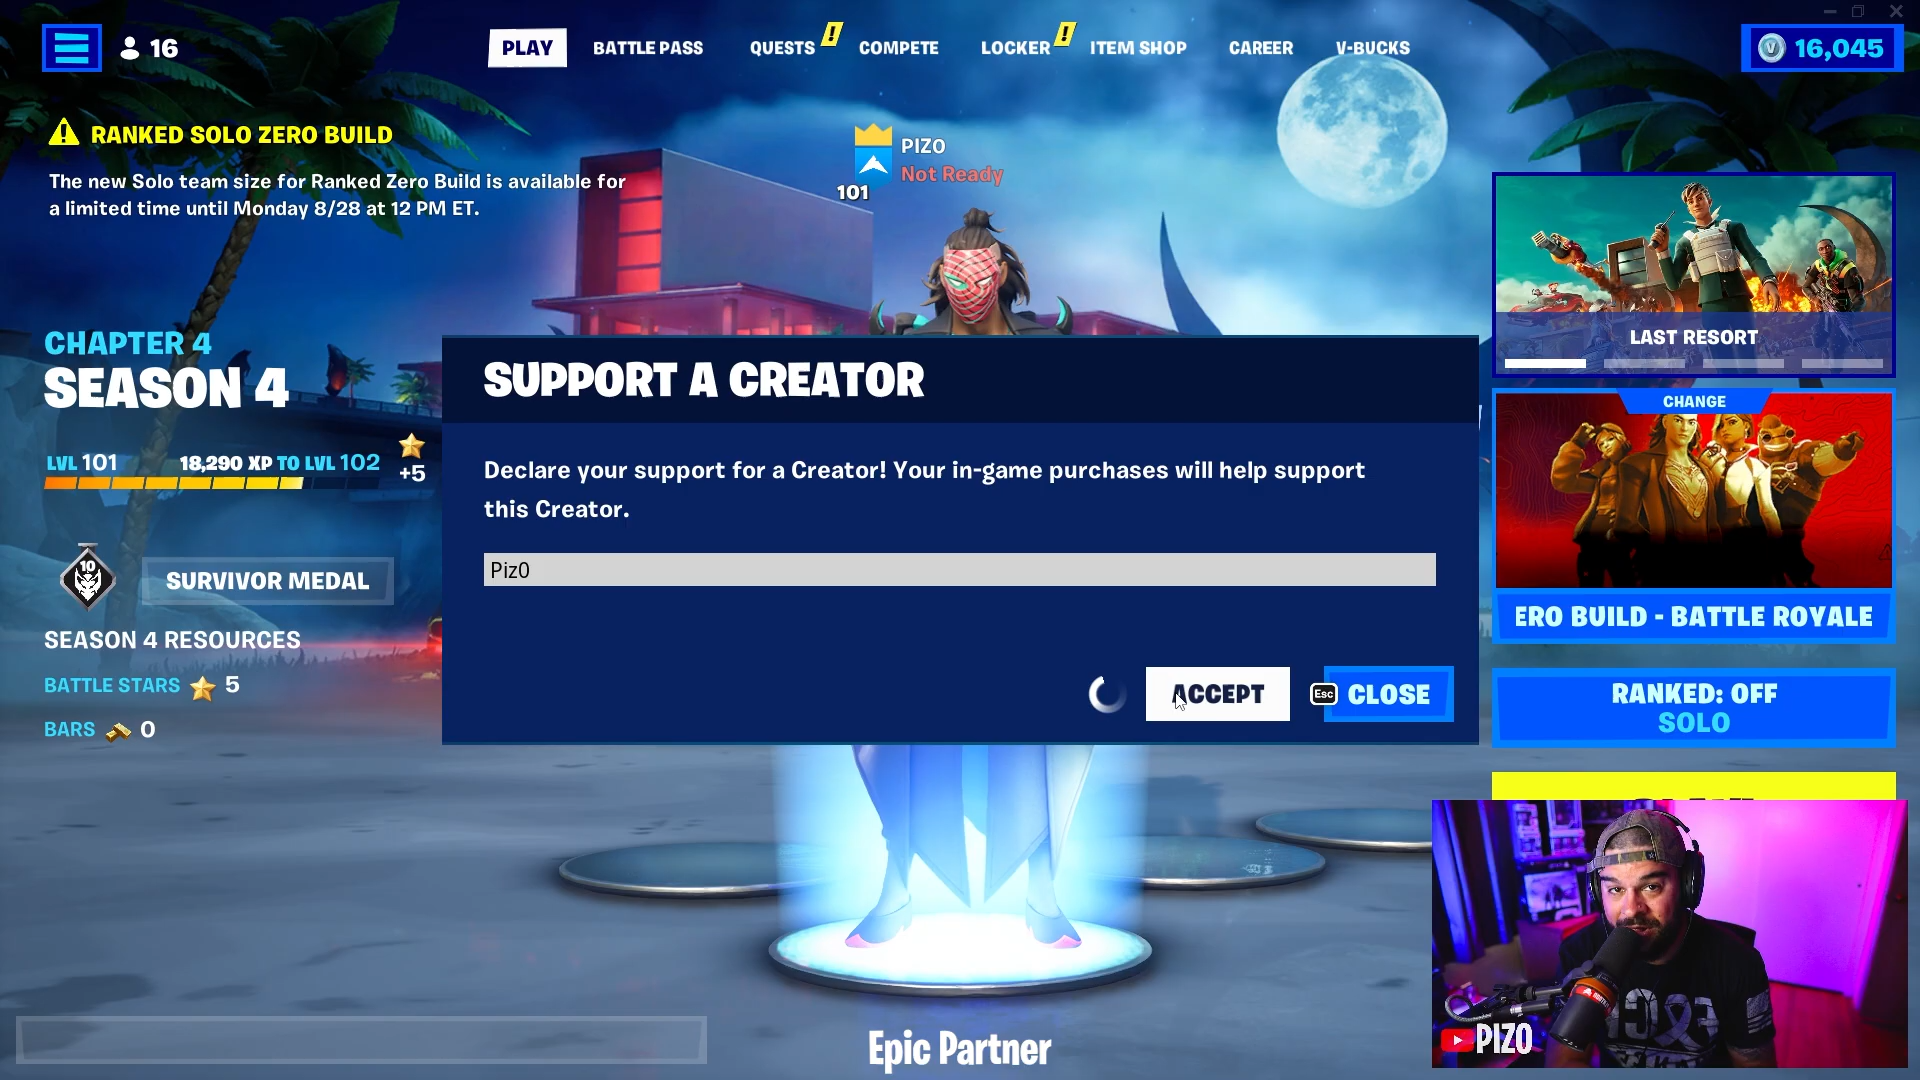 16
PLAY
BATTLE PASS
QUESTS
!
COMPETE
LOCKER
!
ITEM SHOP
CAREER
V-BUCKS
V
16,045
RANKED SOLO ZERO BUILD
The new Solo team size for Ranked Zero Build is available for
a limited time until Monday 8/28 at 12 PM ET.
PIZO
Not Ready
101
LAST RESORT
CHAPTER 4
SEASON 4
LVL 101
18,290 XP TO LVL 102
+5
CHANGE
ERO BUILD - BATTLE ROYALE
SUPPORT A CREATOR
Declare your support for a Creator! Your in-game purchases will help support
this Creator.
Piz0
ACCEPT
Esc
CLOSE
10
SURVIVOR MEDAL
SEASON 4 RESOURCES
BATTLE STARS
5
BARS
0
RANKED: OFF
SOLO
Epic Partner
PIZO